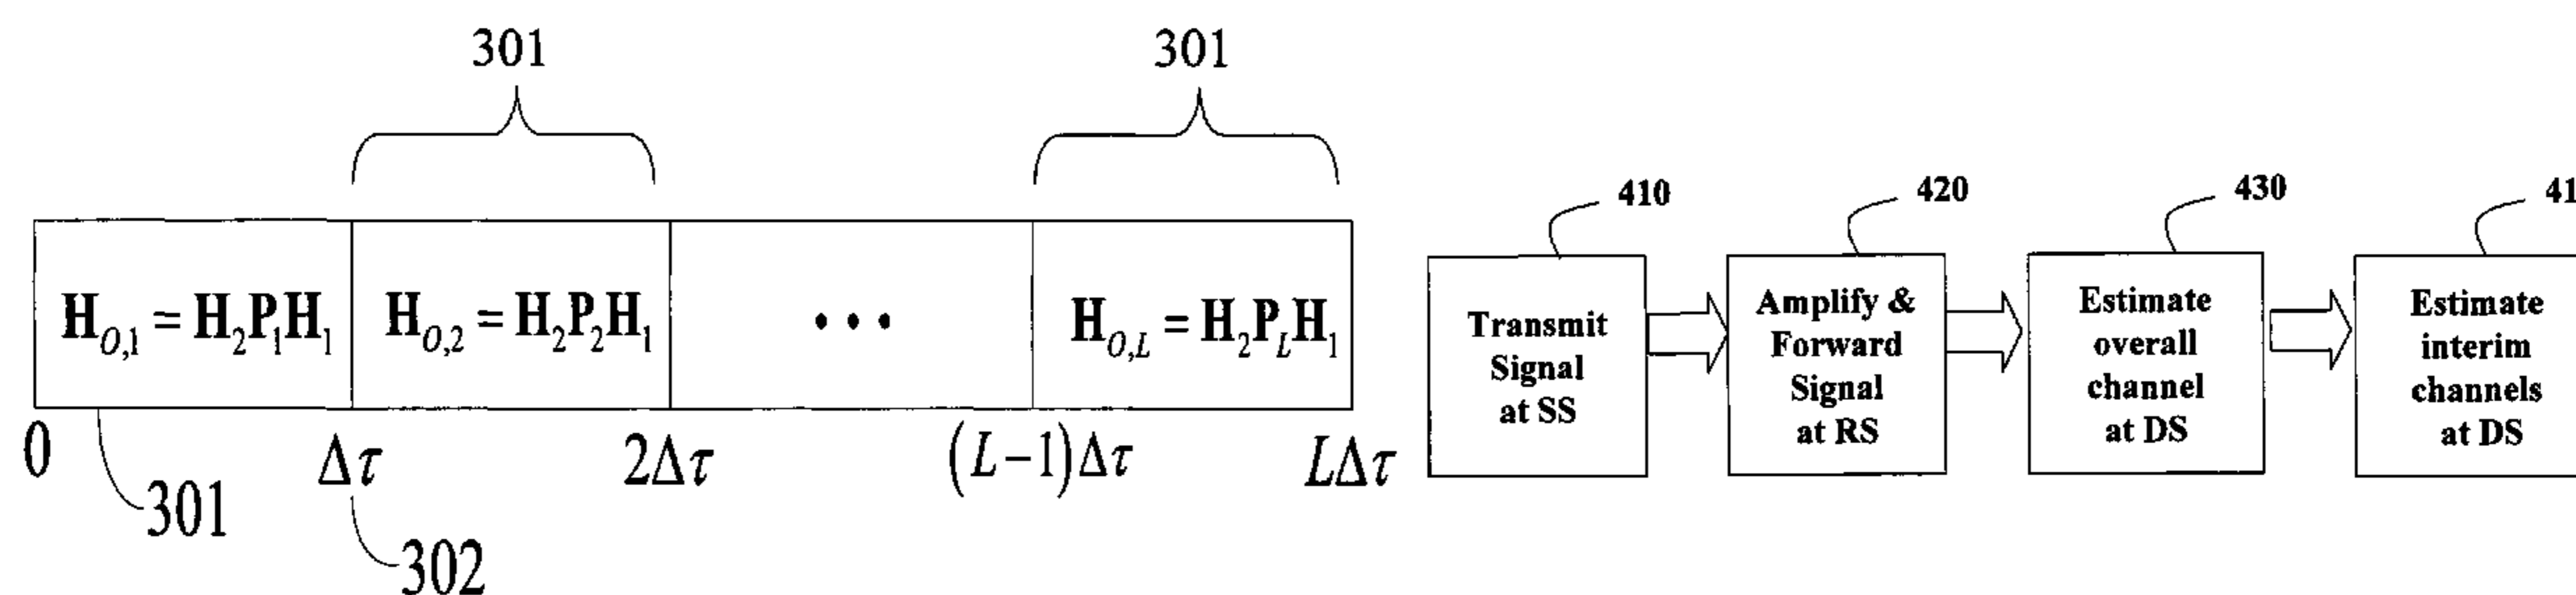 301
301
H_{O,1} = H_2P_1H_1
H_{O,2} = H_2P_2H_1
• • •
H_{O,L} = H_2P_LH_1
0
Δτ
2Δτ
(L−1)Δτ
LΔτ
301
302
410
420
430
41
Transmit
Signal
at SS
Amplify &
Forward
Signal
at RS
Estimate
overall
channel
at DS
Estimate
interim
channels
at DS